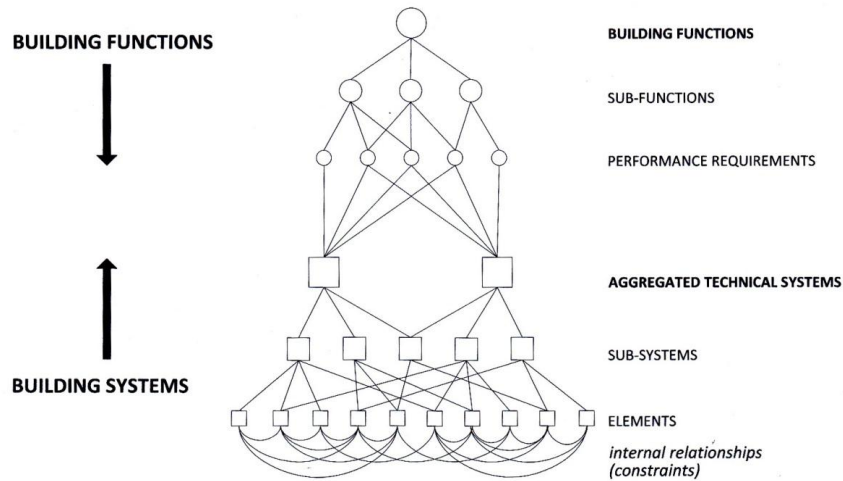 BUILDING FUNCTIONS
BUILDING FUNCTIONS
SUB-FUNCTIONS
PERFORMANCE REQUIREMENTS
AGGREGATED TECHNICAL SYSTEMS
SUB-SYSTEMS
BUILDING SYSTEMS
ELEMENTS
internal relationships
(constraints)